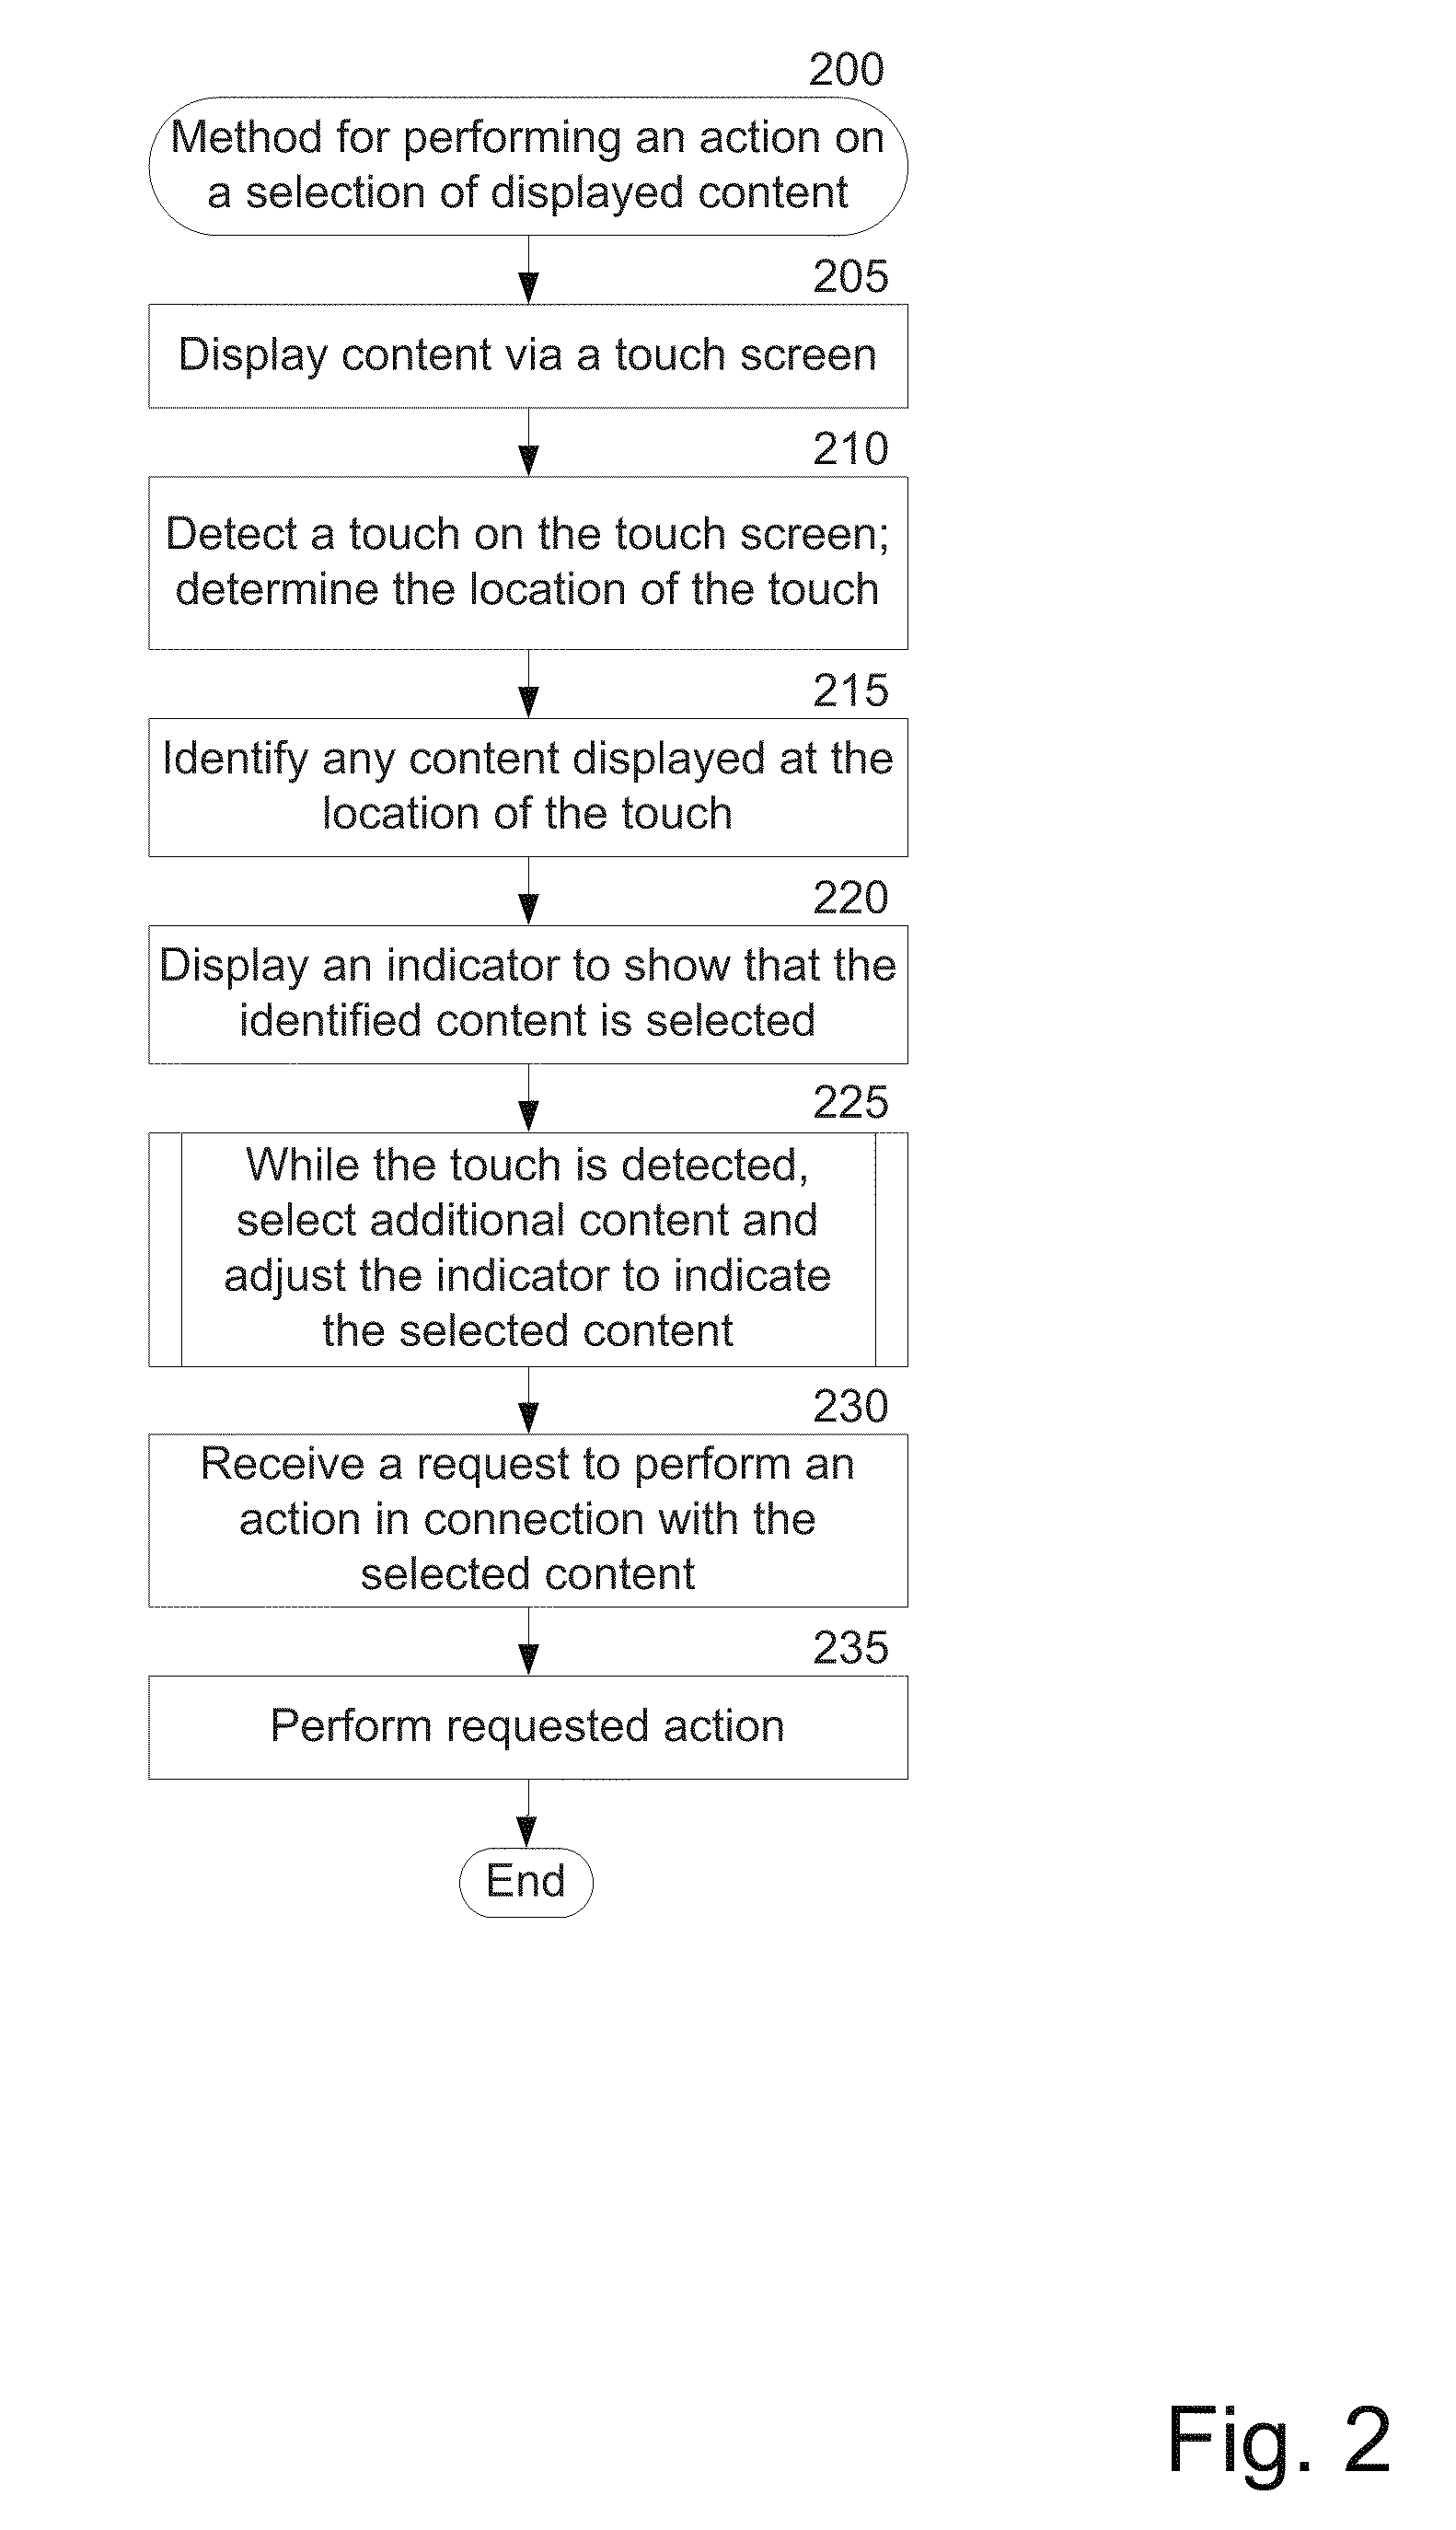 200
Method for performing an action on
a selection of displayed content
205
Display content via a touch screen
210
Detect a touch on the touch screen;
determine the location of the touch
215
Identify any content displayed at the
location of the touch
220
Display an indicator to show that the
identified content is selected
225
While the touch is detected,
select additional content and
adjust the indicator to indicate
the selected content
230
Receive a request to perform an
action in connection with the
selected content
235
Perform requested action
End
Fig. 2